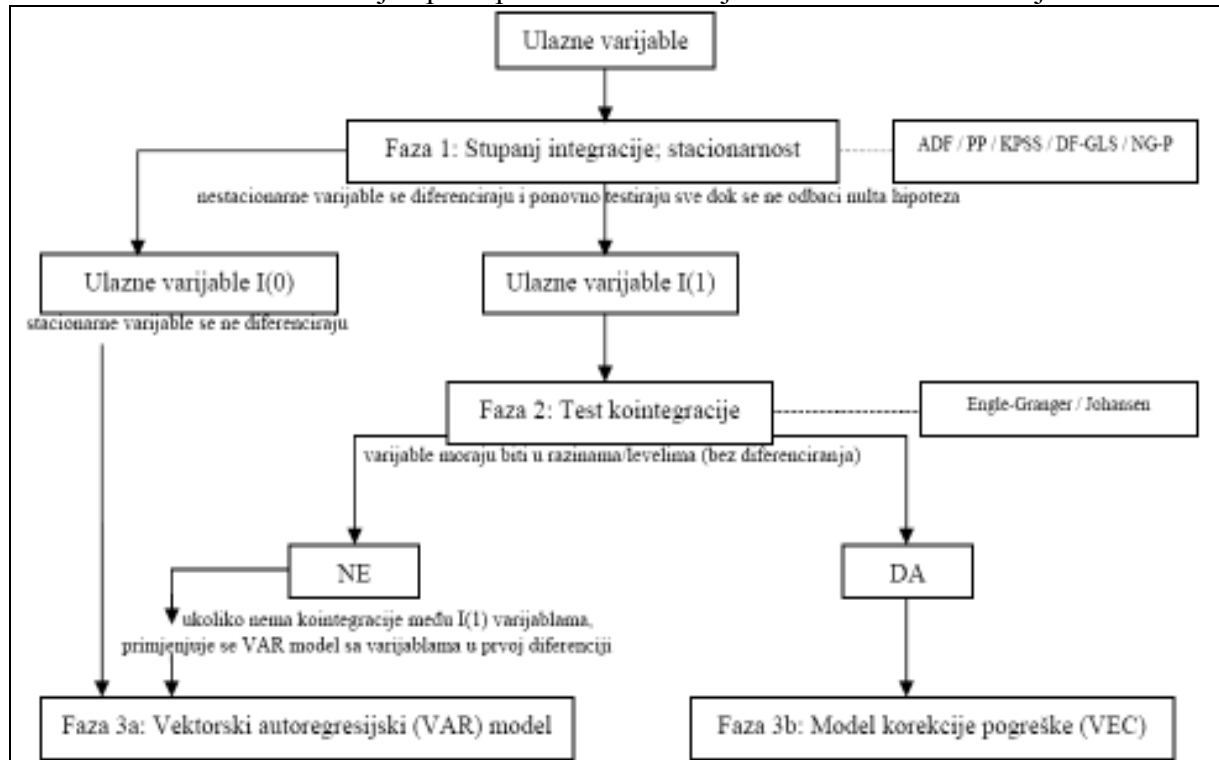 Ulazne varijable
Faza 1: Stupanj integracije; stacionarnost
ADF / PP / KPSS / DF-GLS / NG-P
nestacionarne varijable se diferenciraju i ponovno testiraju sve dok se ne odbaci nulta hipoteza
Ulazne varijable I(0)
Ulazne varijable I(1)
stacionarne varijable se ne diferenciraju
Faza 2: Test kointegracije
Engle-Granger / Johansen
varijable moraju biti u razinama/levelima (bez diferenciranja)
NE
DA
ukoliko nema kointegracije među I(1) varijablama,
primjenjuje se VAR model sa varijablama u prvoj diferenciji
Faza 3a: Vektorski autoregresijski (VAR) model
Faza 3b: Model korekcije pogreške (VEC)